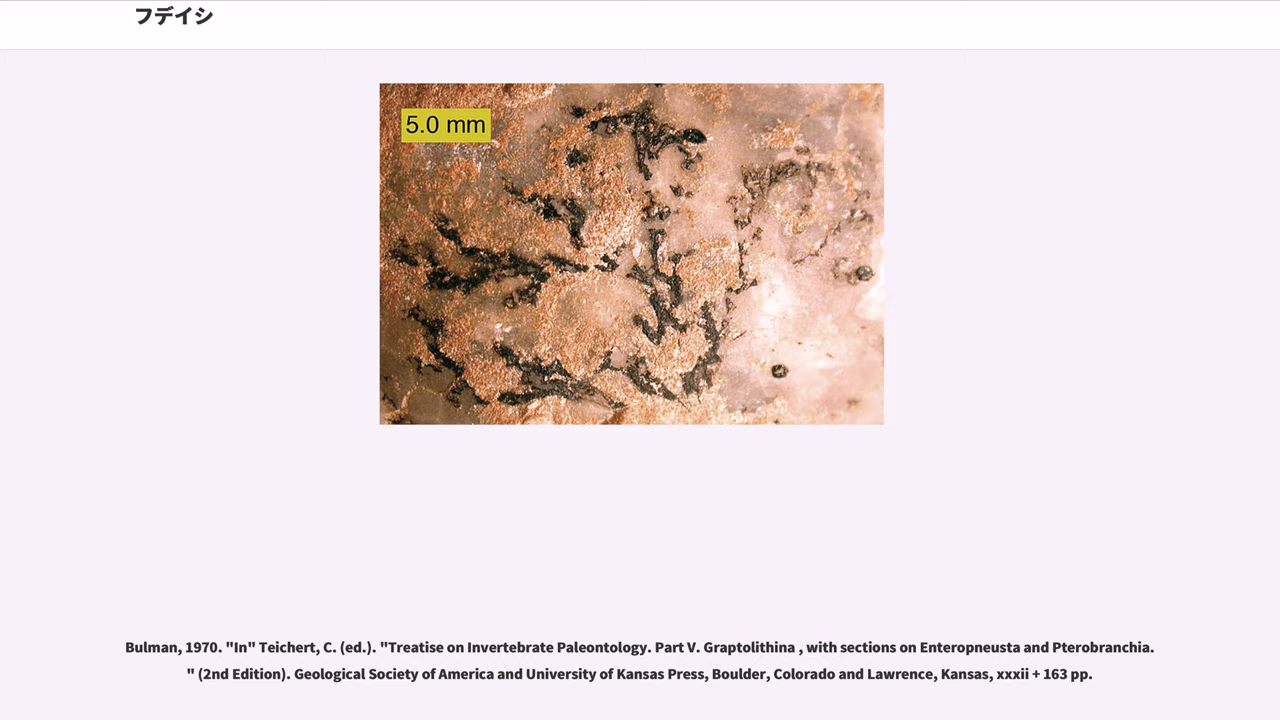 フデイシ
5.0 mm
Bulman, 1970. "In" Teichert, C. (ed.). "Treatise on Invertebrate Paleontology. Part V. Graptolithina , with sections on Enteropneusta and Pterobranchia.
" (2nd Edition). Geological Society of America and University of Kansas Press, Boulder, Colorado and Lawrence, Kansas, xxxii + 163 pp.